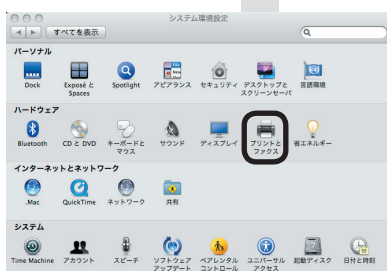 システム環境設定
すべてを表示
パーソナル
Dock
Exposé と
Spaces
Spotlight
アピアランス
セキュリティ
デスクトップと
スクリーンセーバ
言語環境
ハードウェア
Bluetooth
CD と DVD
キーボードと
マウス
サウンド
ディスプレイ
プリントと
ファクス
省エネルギー
インターネットとネットワーク
.Mac
QuickTime
ネットワーク
共有
システム
Time Machine
アカウント
スピーチ
ソフトウェア
アップデート
ペアレンタル
コントロール
ユニバーサル
アクセス
起動ディスク
日付と時刻